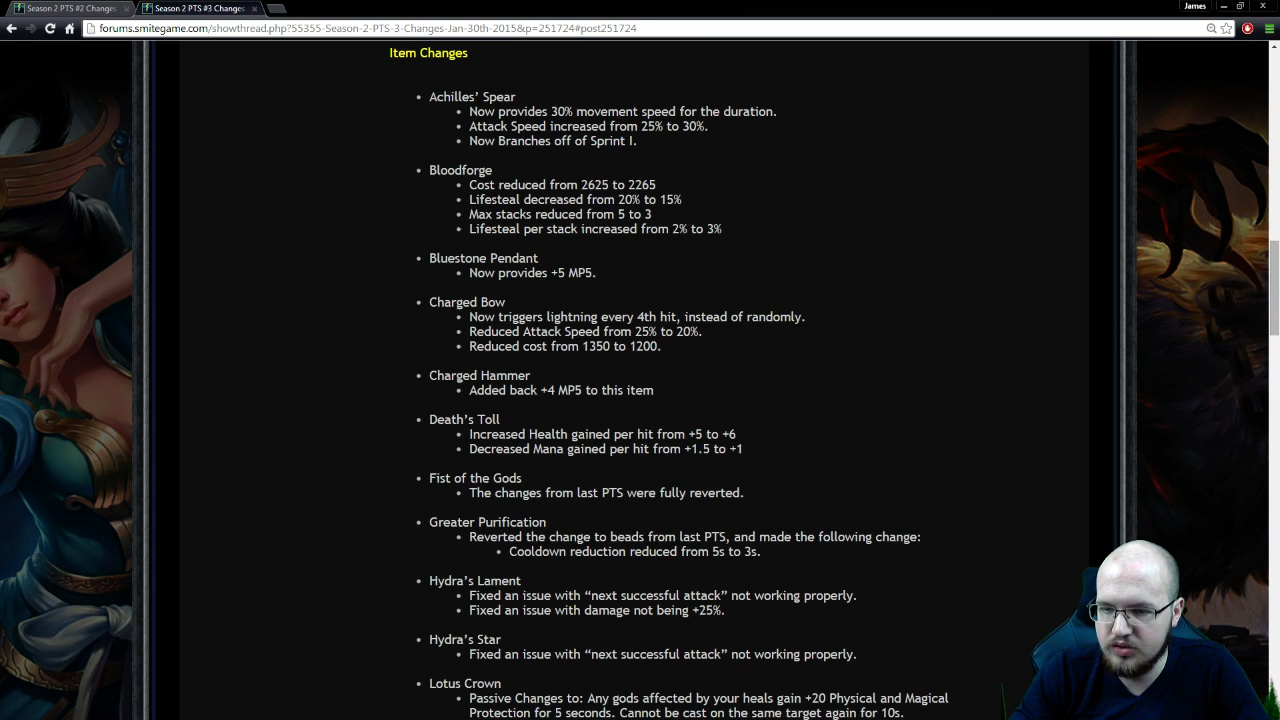 Season 2 PTS #2 Changes
Season 2 PTS #3 Changes
James
forums.smitegame.com/showthread.php?55355-Season-2-PTS-3-Changes-Jan-30th-2015&p=251724#post251724
Item Changes
• Achilles’ Spear
• Now provides 30% movement speed for the duration.
• Attack Speed increased from 25% to 30%.
• Now Branches off of Sprint I.
• Bloodforge
• Cost reduced from 2625 to 2265
• Lifesteal decreased from 20% to 15%
• Max stacks reduced from 5 to 3
• Lifesteal per stack increased from 2% to 3%
• Bluestone Pendant
• Now provides +5 MP5.
• Charged Bow
• Now triggers lightning every 4th hit, instead of randomly.
• Reduced Attack Speed from 25% to 20%.
• Reduced cost from 1350 to 1200.
• Charged Hammer
• Added back +4 MP5 to this item
• Death’s Toll
• Increased Health gained per hit from +5 to +6
• Decreased Mana gained per hit from +1.5 to +1
• Fist of the Gods
• The changes from last PTS were fully reverted.
• Greater Purification
• Reverted the change to beads from last PTS, and made the following change:
• Cooldown reduction reduced from 5s to 3s.
• Hydra’s Lament
• Fixed an issue with “next successful attack” not working properly.
• Fixed an issue with damage not being +25%.
• Hydra’s Star
• Fixed an issue with “next successful attack” not working properly.
• Lotus Crown
• Passive Changes to: Any gods affected by your heals gain +20 Physical and Magical
Protection for 5 seconds. Cannot be cast on the same target again for 10s.